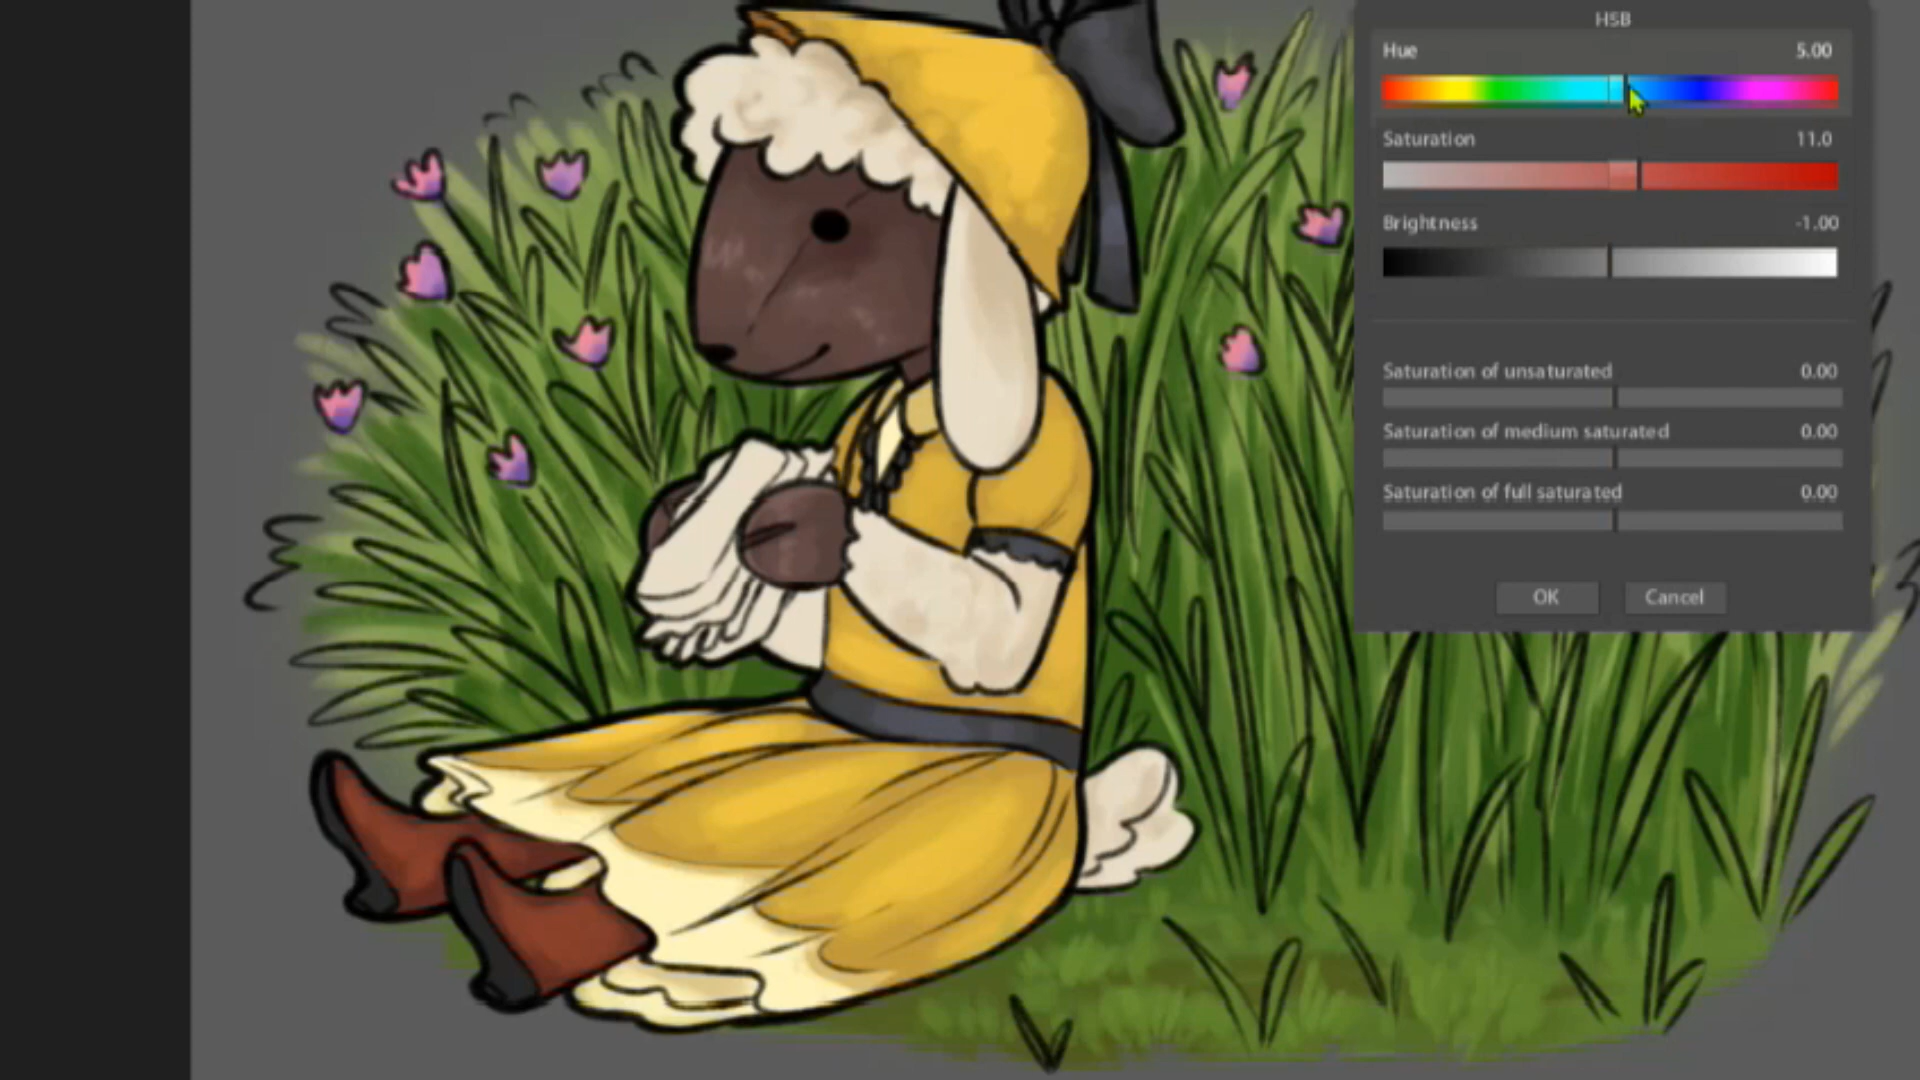 HSB
Hue 5.00
Saturation 11.0
Brightness -1.00
Saturation of unsaturated 0.00
Saturation of medium saturated 0.00
Saturation of full saturated 0.00
OK Cancel